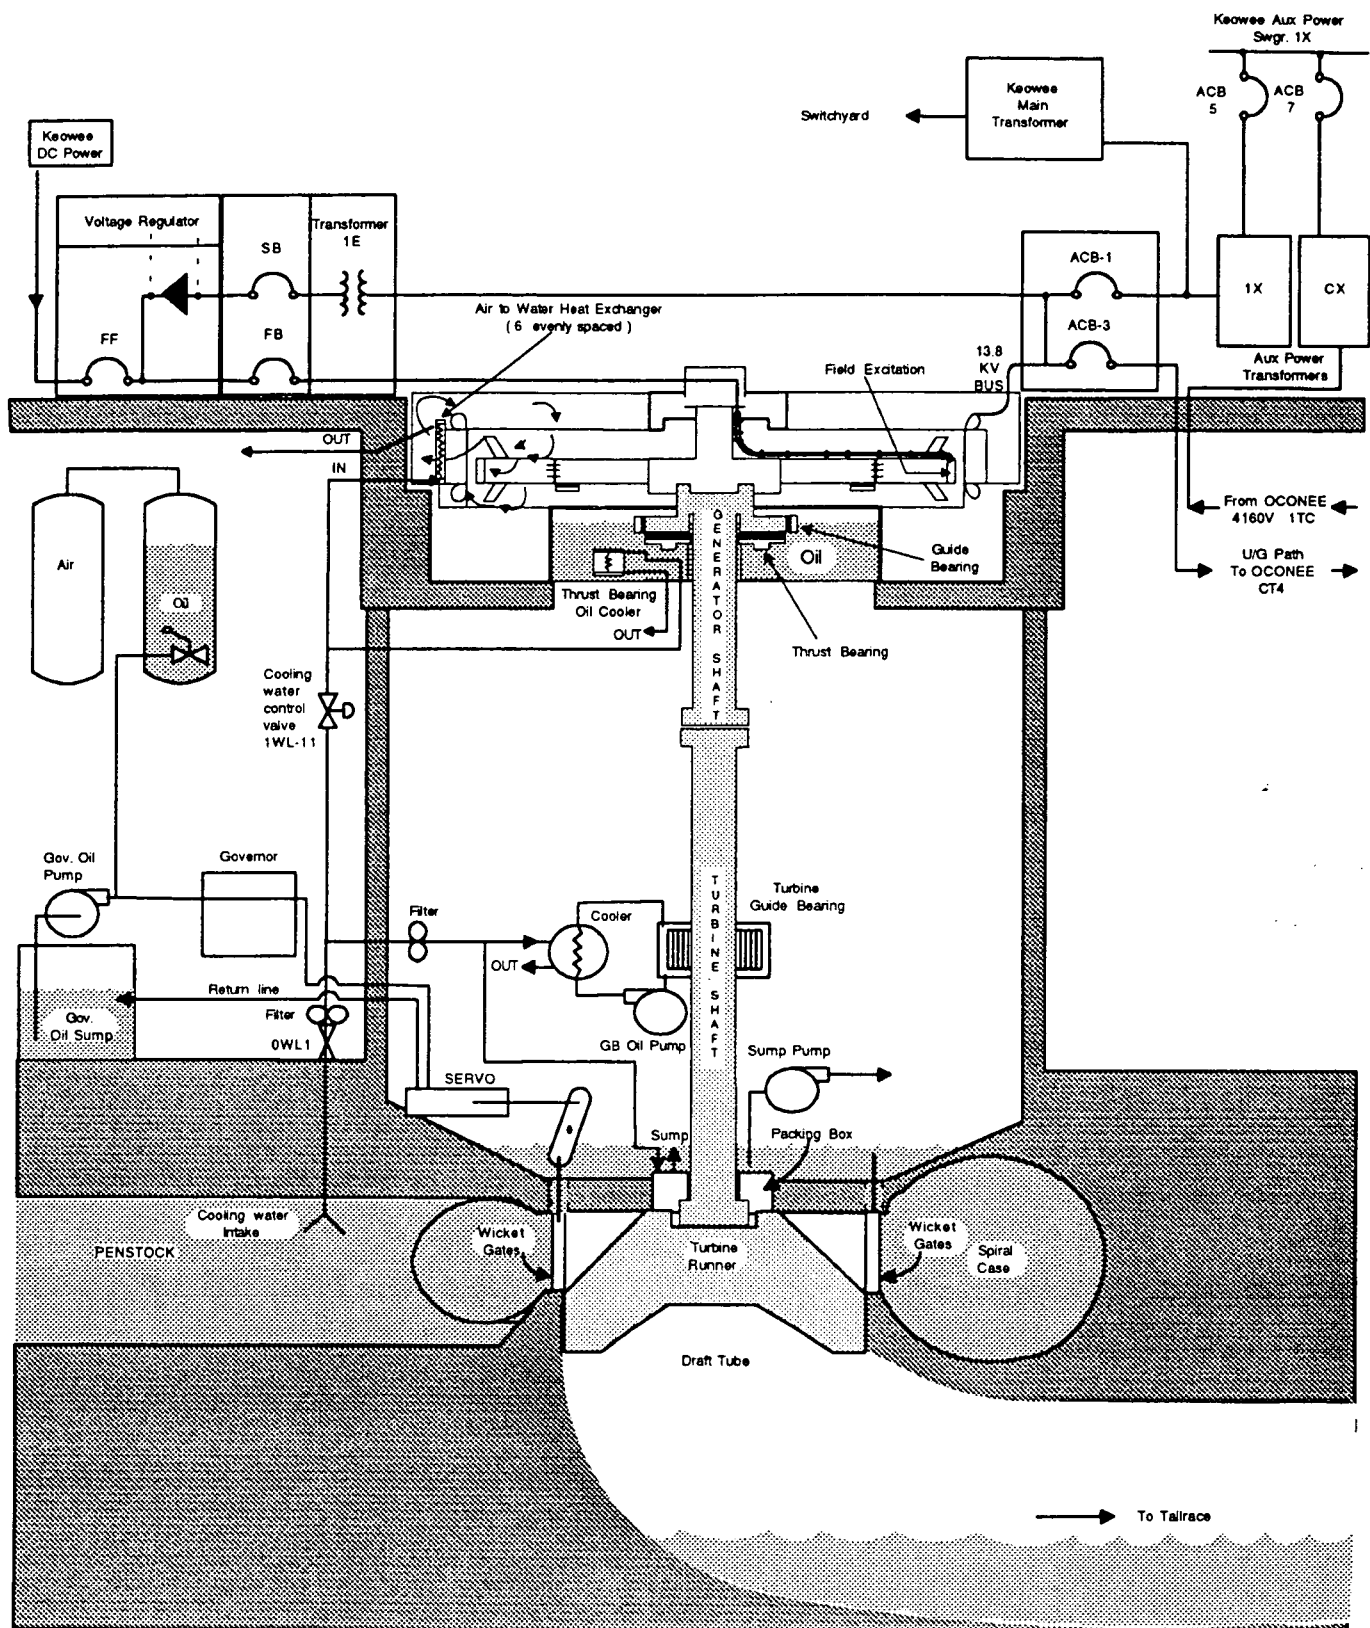 Keowee Aux Power
Swgr. 1X
Keowee
Main
Transformer
Switchyard
ACB
5
ACB
7
Keowee
DC Power
Voltage Regulator
SB
Transformer
1E
ACB-1
1X
CX
Air to Water Heat Exchanger
( 6 evenly spaced )
FF
FB
ACB-3
13.8
KV
BUS
Field Excitation
Aux Power
Transformers
OUT
IN
From OCONEE
4160V 1TC
Air
Oil
GENERATOR SHAFT
Oil
Guide
Bearing
U/G Path
To OCONEE
CT4
Thrust Bearing
Oil Cooler
OUT
Thrust Bearing
Cooling
water
control
valve
1WL-11
Gov. Oil
Pump
Governor
Filter
Cooler
TURBINE SHAFT
Turbine
Guide Bearing
OUT
Return line
Gov.
Oil Sump
Filter
0WL1
GB Oil Pump
Sump Pump
SERVO
Sump
Packing Box
Cooling water
Intake
PENSTOCK
Wicket
Gates
Turbine
Runner
Wicket
Gates
Spiral
Case
Draft Tube
To Tailrace